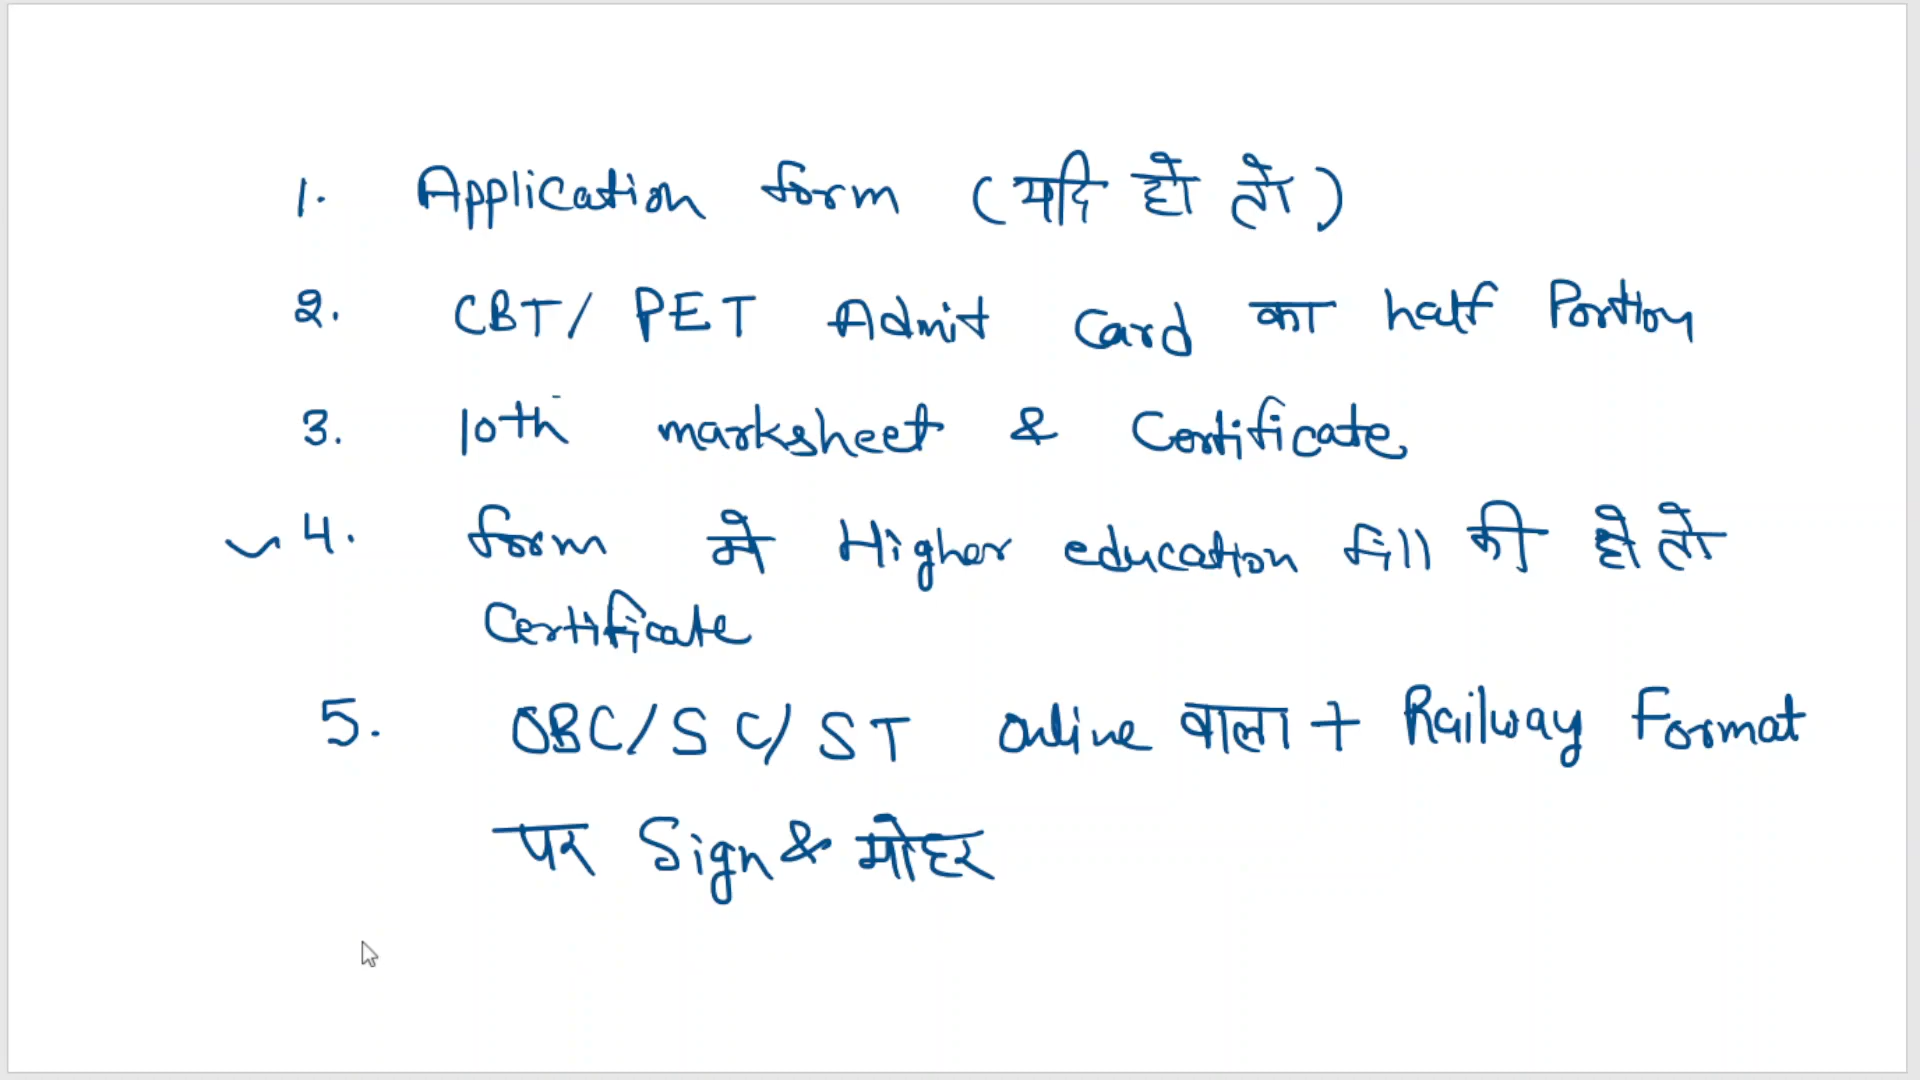 1. Application form (यदि हो तो)
2. CBT/ PET Admit Card का half Portion
3. 10th marksheet & Certificate
4. form मे Higher education fill की हो तो
Certificate
5. OBC/SC/ST Online वाला + Railway Format
पर Sign & मोहर